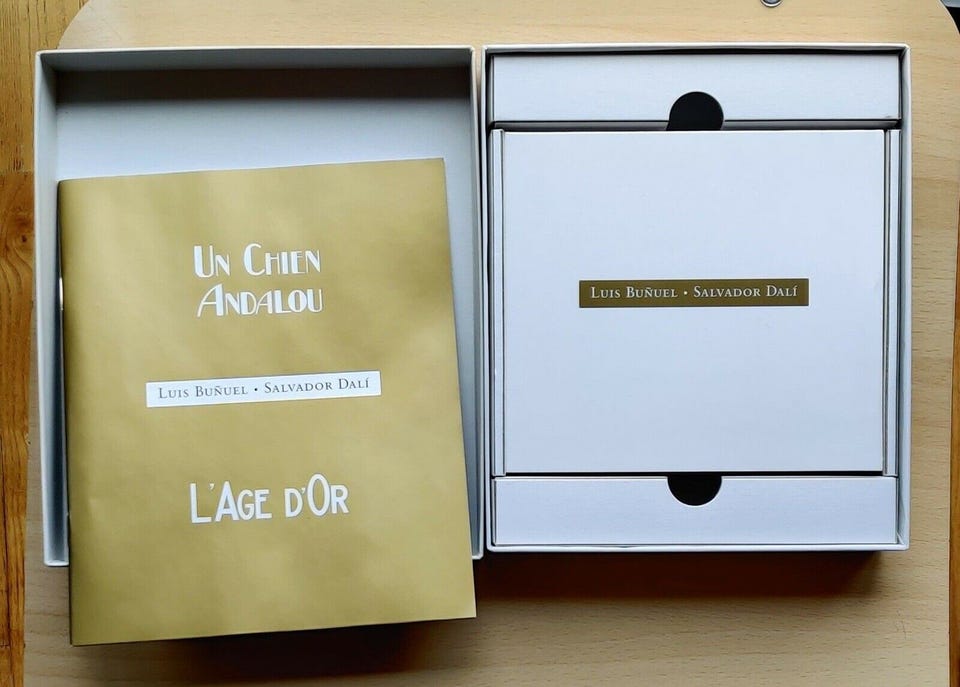 Un Chien
Andalou
Luis Buñuel • Salvador Dalí
L'Age d'Or
Luis Buñuel • Salvador Dalí